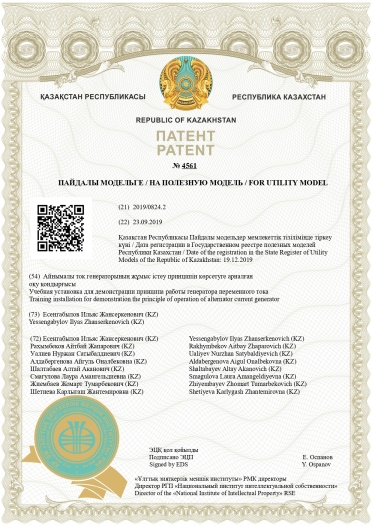 ҚАЗАҚСТАН РЕСПУБЛИКАСЫ
РЕСПУБЛИКА КАЗАХСТАН
REPUBLIC OF KAZAKHSTAN
ПАТЕНТ
PATENT
№ 4561
ПАЙДАЛЫ МОДЕЛЬГЕ / НА ПОЛЕЗНУЮ МОДЕЛЬ / FOR UTILITY MODEL
(21) 2019/0824.2
(22) 23.09.2019
Қазақстан Республикасы Пайдалы модельдер мемлекеттік тізілімінде тіркеу
күні / Дата регистрации в Государственном реестре полезных моделей
Республики Казахстан / Date of the registration in the State Register of Utility
Models of the Republic of Kazakhstan: 19.12.2019
(54) Айнымалы ток генерторының жұмыс істеу принципін көрсетуге арналған
оқу қондырғысы
Учебная установка для демонстрации принципа работы генератора переменного тока
Training installation for demonstration the principle of operation of alternator current generator
(73) Есенгабылов Ильяс Жансеркенович (KZ)
Yessengabylov Ilyas Zhanserkenovich (KZ)
(72) Есенгабылов Ильяс Жансеркенович (KZ)
Yessengabylov Ilyas Zhanserkenovich (KZ)
Рахымбеков Айтбай Жапарович (KZ)
Rakhymbekov Aitbay Zhaparovich (KZ)
Уалиев Нуржан Сатыбалдиевич (KZ)
Ualiyev Nurzhan Satybaldiyevich (KZ)
Алдабергенова Айгуль Оналбековна (KZ)
Aldabergenova Aigul Onalbekovna (KZ)
Шалтабаев Алтай Аканович (KZ)
Shaltabayev Altay Akanovich (KZ)
Смагулова Лаура Амангельдиевна (KZ)
Smagulova Laura Amangeldiyevna (KZ)
Жиембаев Жомарт Тумарбекович (KZ)
Zhiyembayev Zhomart Tumarbekovich (KZ)
Шетиева Карлыгаш Жантемировна (KZ)
Shetiyeva Karlygash Zhantemirovna (KZ)
ЭЦҚ қол қойылды
Подписано ЭЦП
Е. Оспанов
Signed by EDS
Y. Ospanov
«Ұлттық зияткерлік меншік институты» РМК директоры
Директор РГП «Национальный институт интеллектуальной собственности»
Director of the «National Institute of Intellectual Property» RSE